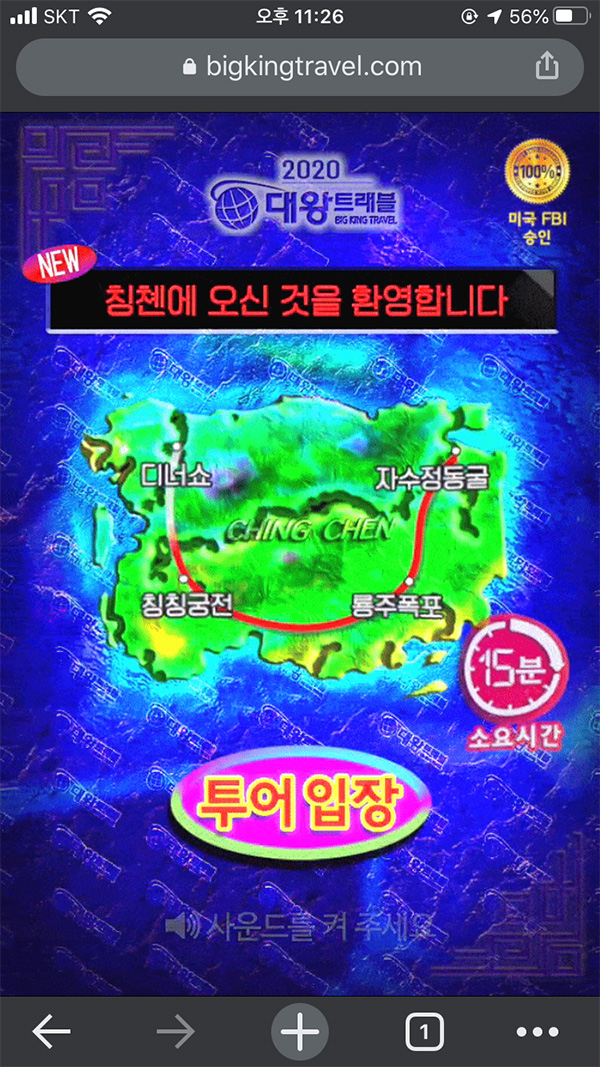 SKT
오후 11:26
56%
bigkingtravel.com
2020
대왕트래블
BIG KING TRAVEL
100%
미국 FBI
승인
NEW
칭첸에 오신 것을 환영합니다
디너쇼
자수정동굴
CHING CHEN
칭칭궁전
룡주폭포
15분
소요시간
투어 입장
사운드를 켜 주세요
1